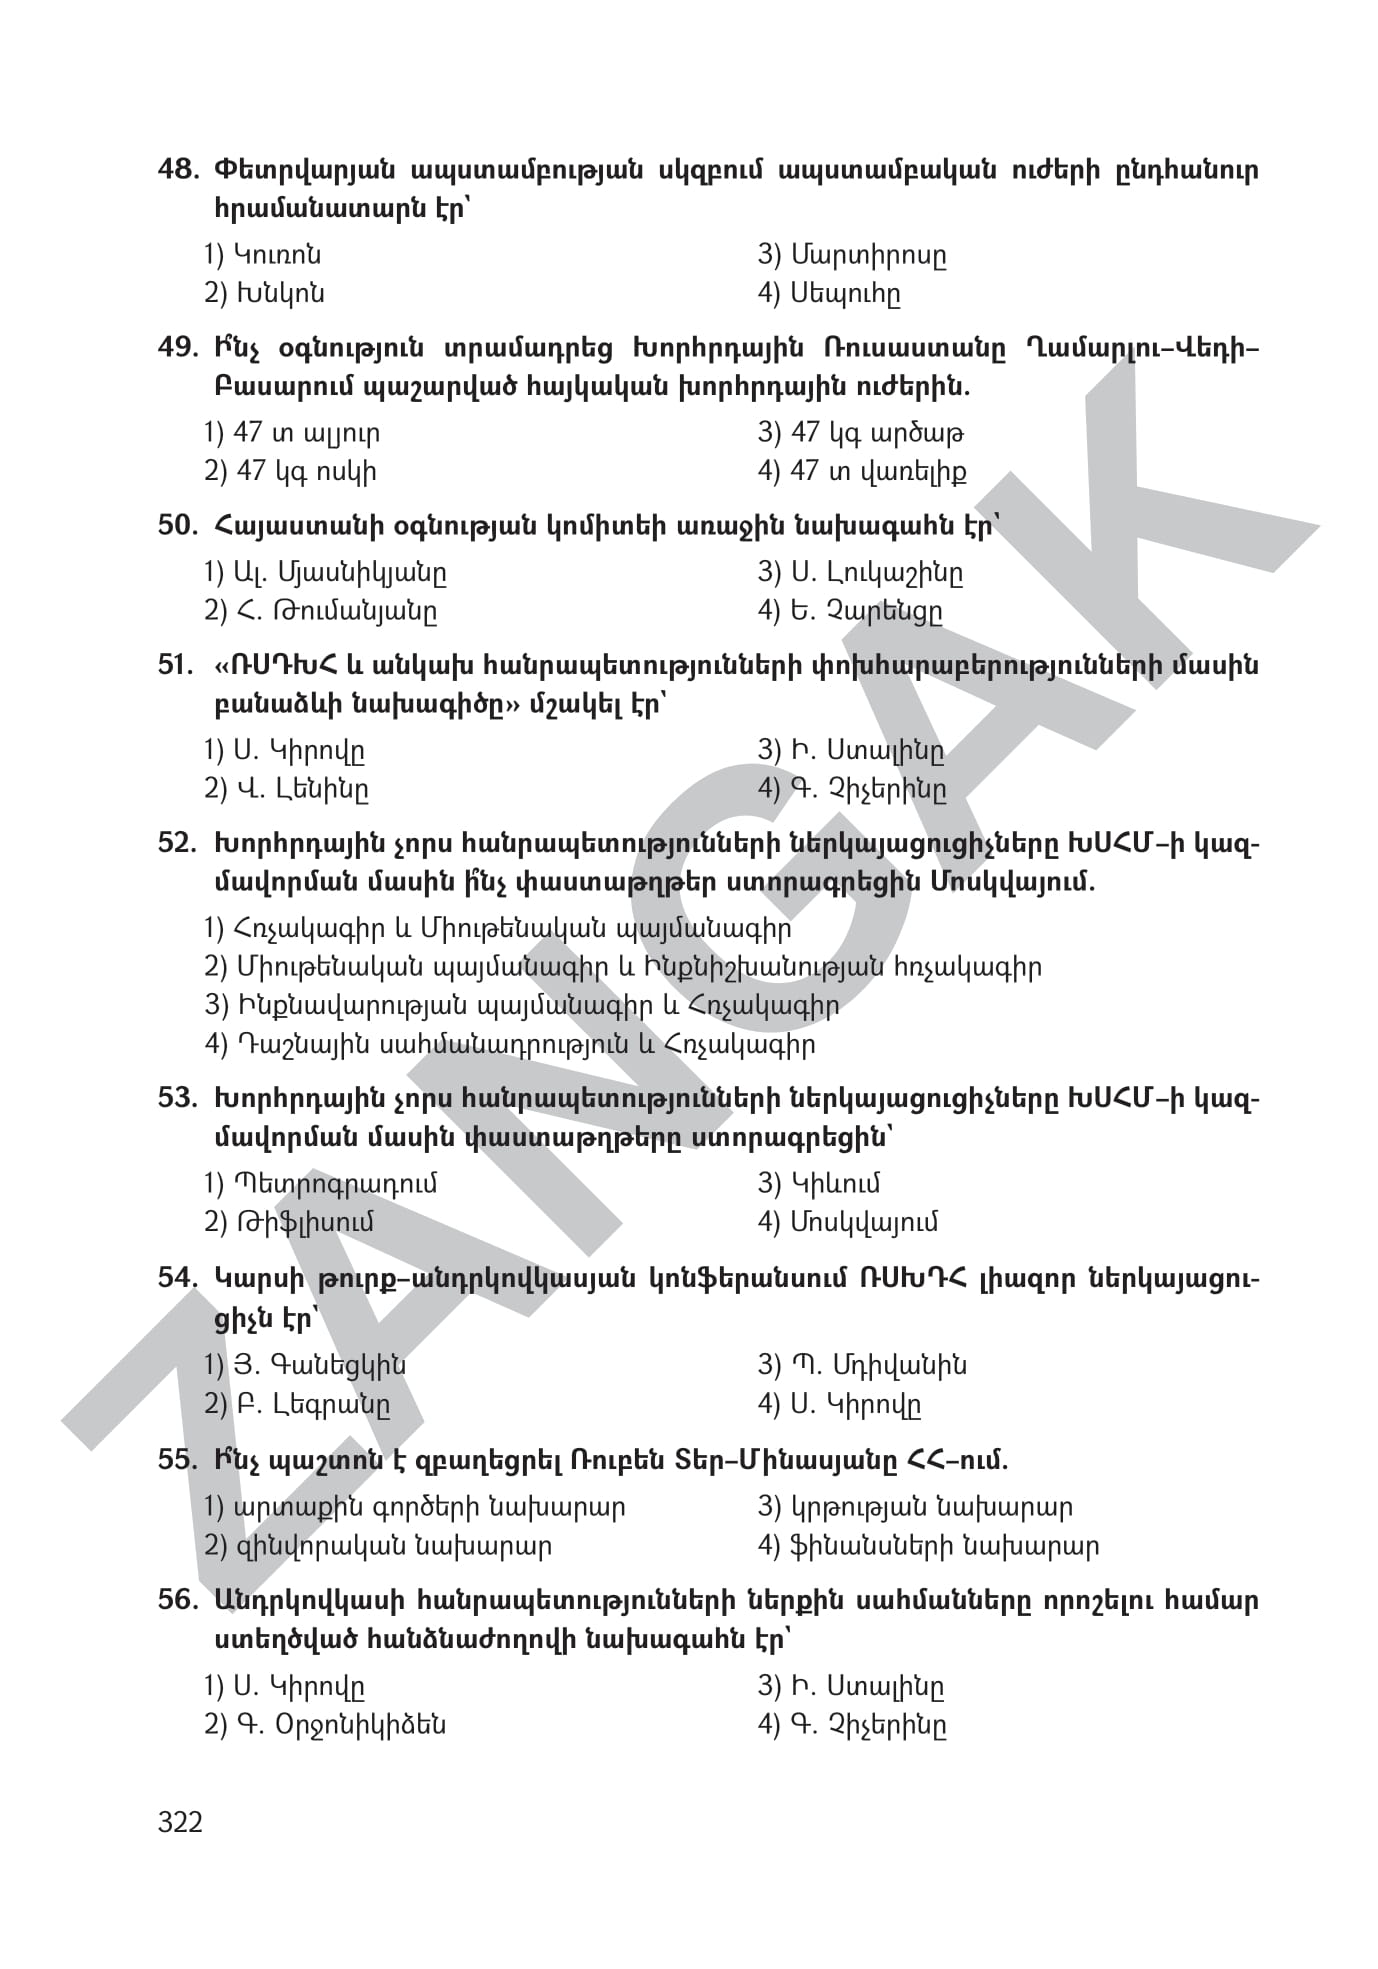 48. Փետրվարյան ապստամբության սկզբում ապստամբական ուժերի ընդհանուր
հրամանատարն էր՝
1) Կուռոն
3) Մարտիրոսը
2) Խնկոն
4) Սեպուհը
49. Ի՞նչ օգնություն տրամադրեց Խորհրդային Ռուսաստանը Ղամարլու–Վեդի–
Բասարում պաշարված հայկական խորհրդային ուժերին.
1) 47 տ ալյուր
3) 47 կգ արծաթ
2) 47 կգ ոսկի
4) 47 տ վառելիք
50. Հայաստանի օգնության կոմիտեի առաջին նախագահն էր՝
1) Ալ. Մյասնիկյանը
3) Ս. Լուկաշինը
2) Հ. Թումանյանը
4) Ե. Չարենցը
51. «ՌՍԴԽՀ և անկախ հանրապետությունների փոխհարաբերությունների մասին
բանաձևի նախագիծը» մշակել էր՝
1) Ս. Կիրովը
3) Ի. Ստալինը
2) Վ. Լենինը
4) Գ. Չիչերինը
52. Խորհրդային չորս հանրապետությունների ներկայացուցիչները ԽՍՀՄ–ի կազ-
մավորման մասին ի՞նչ փաստաթղթեր ստորագրեցին Մոսկվայում.
1) Հռչակագիր և Միութենական պայմանագիր
2) Միութենական պայմանագիր և Ինքնիշխանության հռչակագիր
3) Ինքնավարության պայմանագիր և Հռչակագիր
4) Դաշնային սահմանադրություն և Հռչակագիր
53. Խորհրդային չորս հանրապետությունների ներկայացուցիչները ԽՍՀՄ–ի կազ-
մավորման մասին փաստաթղթերը ստորագրեցին՝
1) Պետրոգրադում
3) Կիևում
2) Թիֆլիսում
4) Մոսկվայում
54. Կարսի թուրք–անդրկովկասյան կոնֆերանսում ՌՍԽԴՀ լիազոր ներկայացու-
ցիչն էր՝
1) Յ. Գանեցկին
3) Պ. Մդիվանին
2) Բ. Լեգրանը
4) Ս. Կիրովը
55. Ի՞նչ պաշտոն է զբաղեցրել Ռուբեն Տեր–Մինասյանը ՀՀ–ում.
1) արտաքին գործերի նախարար
3) կրթության նախարար
2) զինվորական նախարար
4) ֆինանսների նախարար
56. Անդրկովկասի հանրապետությունների ներքին սահմանները որոշելու համար
ստեղծված հանձնաժողովի նախագահն էր՝
1) Ս. Կիրովը
3) Ի. Ստալինը
2) Գ. Օրջոնիկիձեն
4) Գ. Չիչերինը
322
ZANGAK